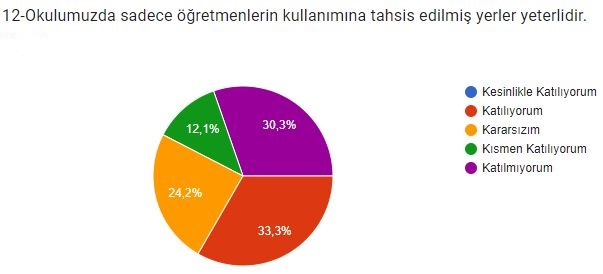 12-Okulumuzda sadece öğretmenlerin kullanımına tahsis edilmiş yerler yeterlidir.
Kesinlikle Katılıyorum
Katılıyorum
Kararsızım
Kısmen Katılıyorum
Katılmıyorum
30,3%
12,1%
24,2%
33,3%